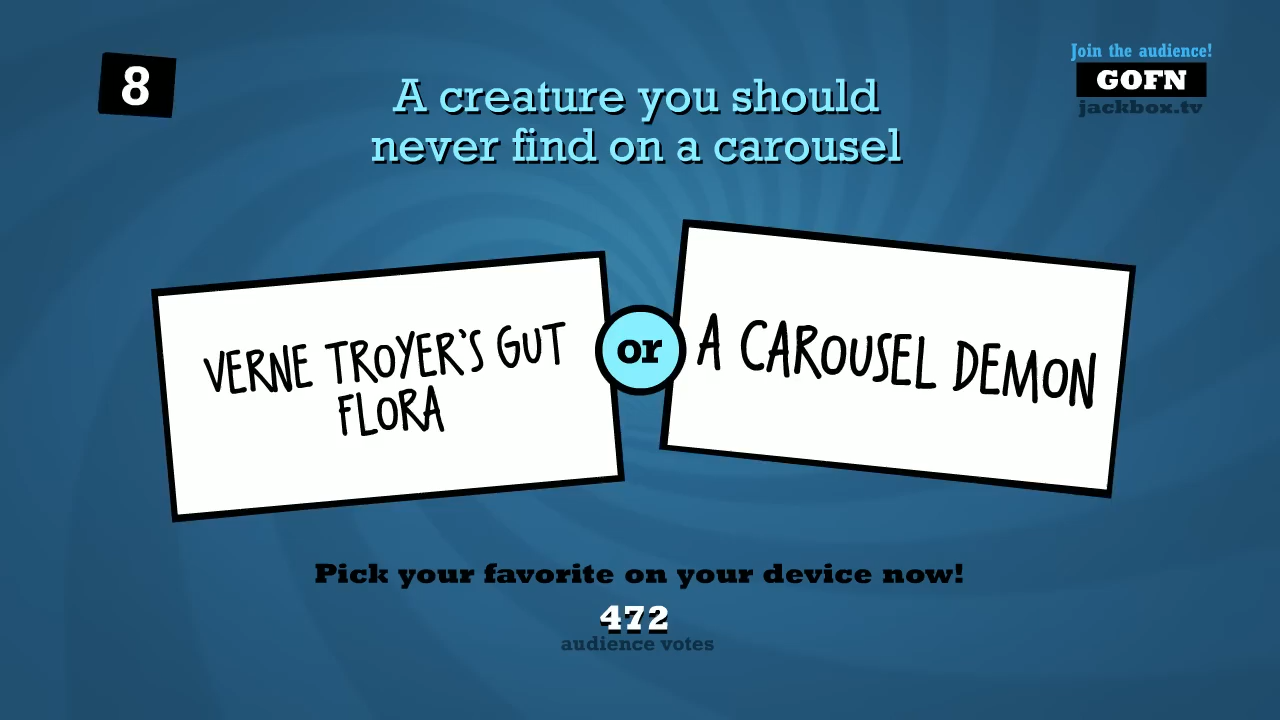 8
Join the audience!
GOFN
jackbox.tv
A creature you should
never find on a carousel
VERNE TROYER'S GUT
FLORA
or
A CAROUSEL DEMON
Pick your favorite on your device now!
472
audience votes